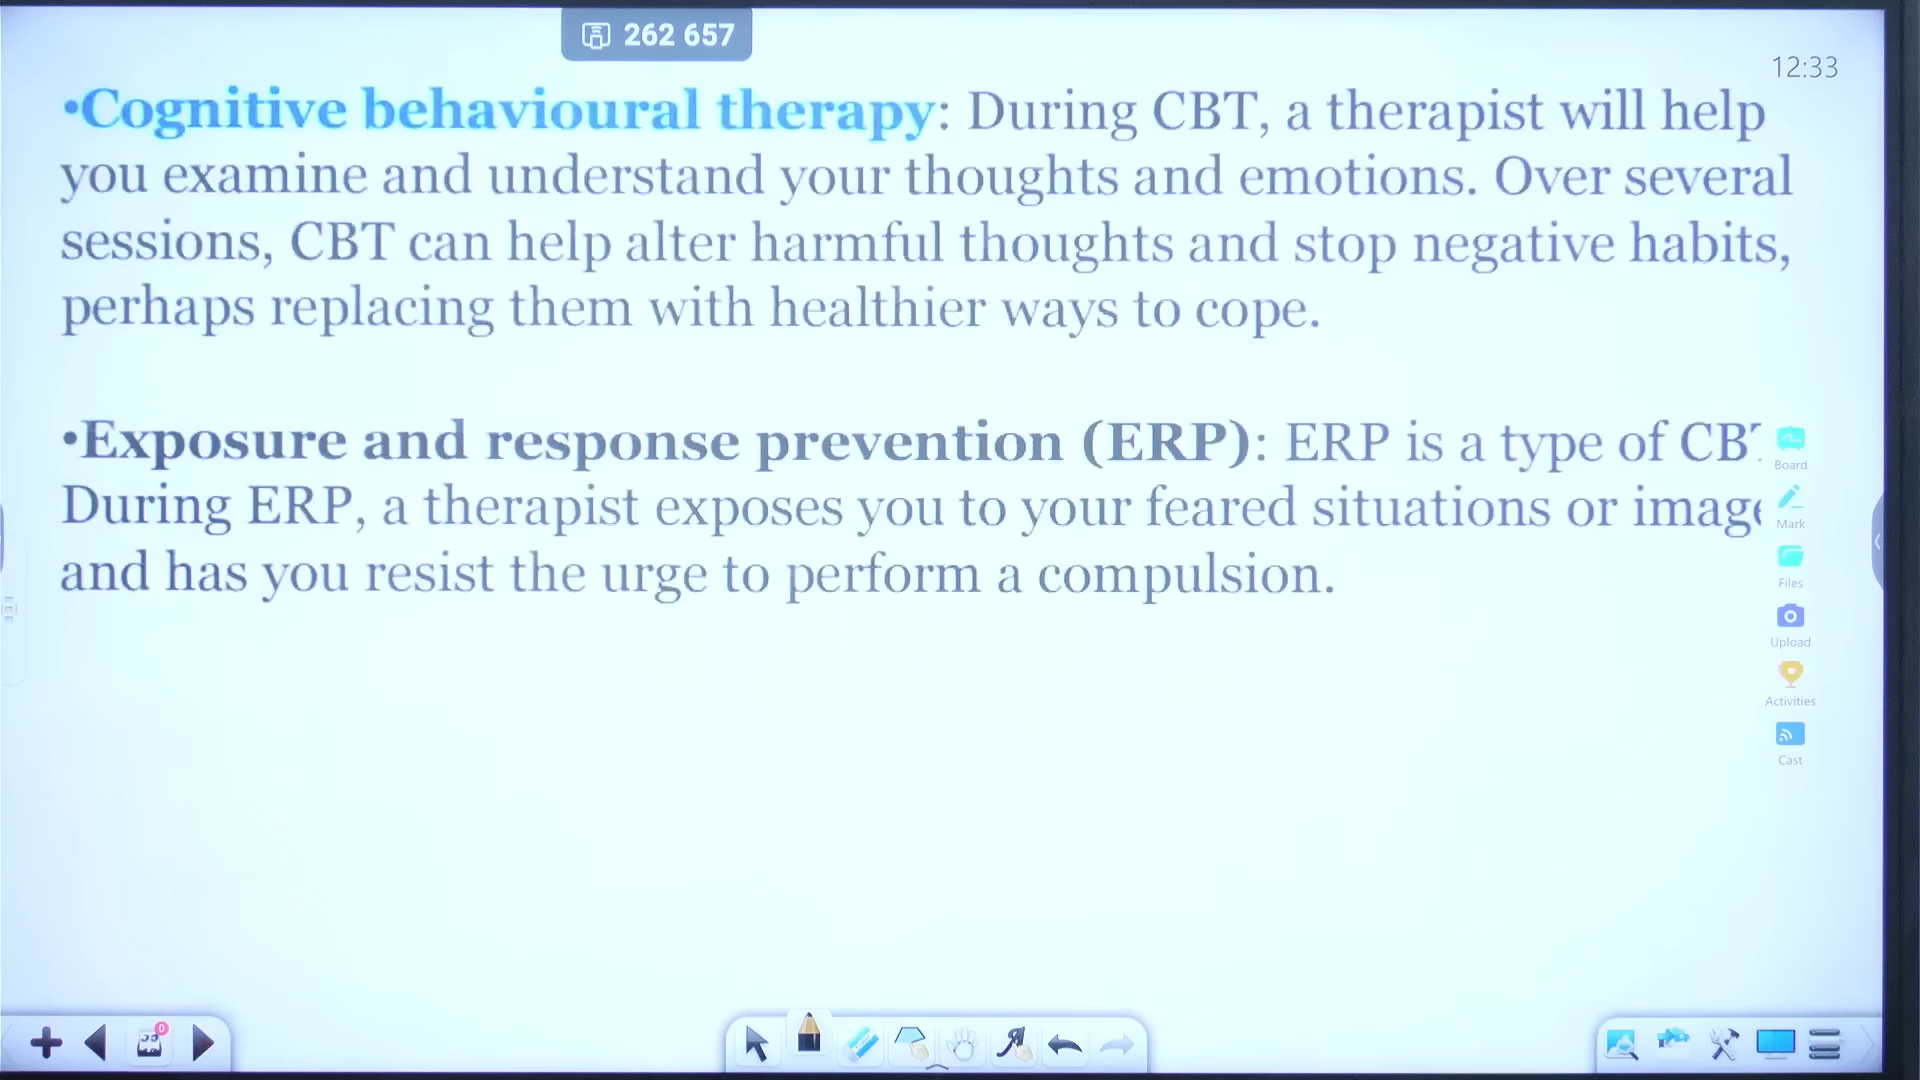 262 657
12:33
•Cognitive behavioural therapy: During CBT, a therapist will help
you examine and understand your thoughts and emotions. Over several
sessions, CBT can help alter harmful thoughts and stop negative habits,
perhaps replacing them with healthier ways to cope.
•Exposure and response prevention (ERP): ERP is a type of CB
During ERP, a therapist exposes you to your feared situations or image
and has you resist the urge to perform a compulsion.
Board
Mark
Files
Upload
Activities
Cast
0